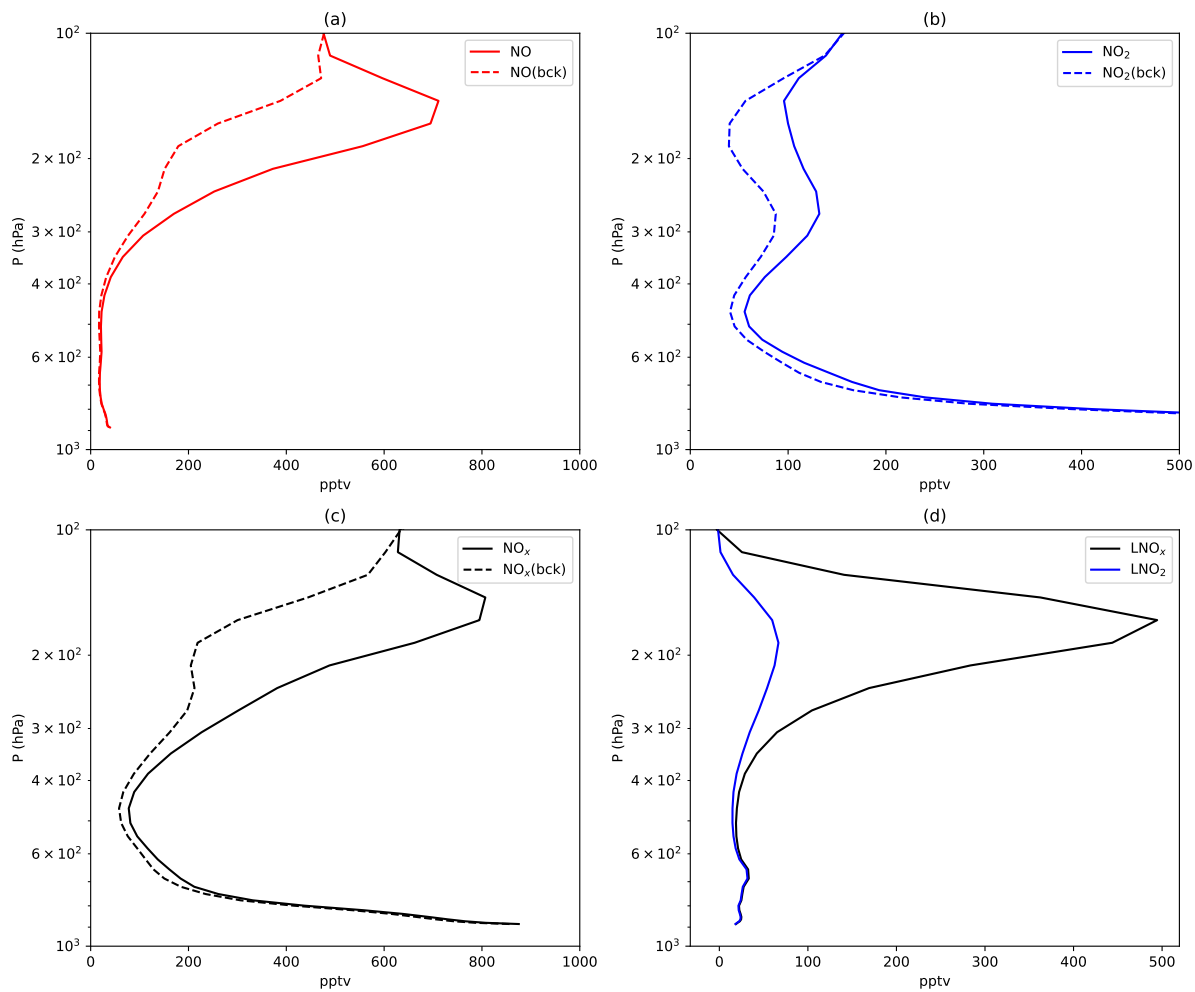 (a)
10²
NO
NO(bck)
2 × 10²
3 × 10²
4 × 10²
6 × 10²
10³
P (hPa)
0 200 400 600 800 1000
pptv
(b)
10²
NO₂
NO₂(bck)
2 × 10²
3 × 10²
4 × 10²
6 × 10²
10³
P (hPa)
0 100 200 300 400 500
pptv
(c)
10²
NOₓ
NOₓ(bck)
2 × 10²
3 × 10²
4 × 10²
6 × 10²
10³
P (hPa)
0 200 400 600 800 1000
pptv
(d)
10²
LNOₓ
LNO₂
2 × 10²
3 × 10²
4 × 10²
6 × 10²
10³
P (hPa)
0 100 200 300 400 500
pptv